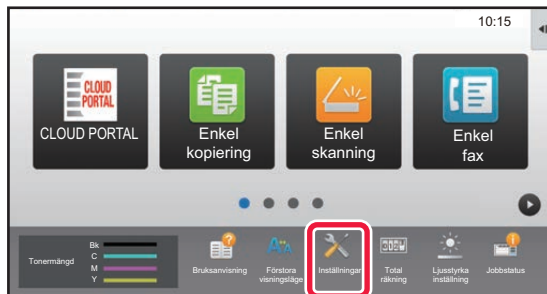 10:15
CLOUD
PORTAL
CLOUD PORTAL
Enkel
kopiering
Enkel
skanning
Enkel
fax
Tonermängd
Bk
C
M
Y
Bruksanvisning
Förstora
visningsläge
Inställningar
Total
räkning
Ljusstyrka
inställning
Jobbstatus